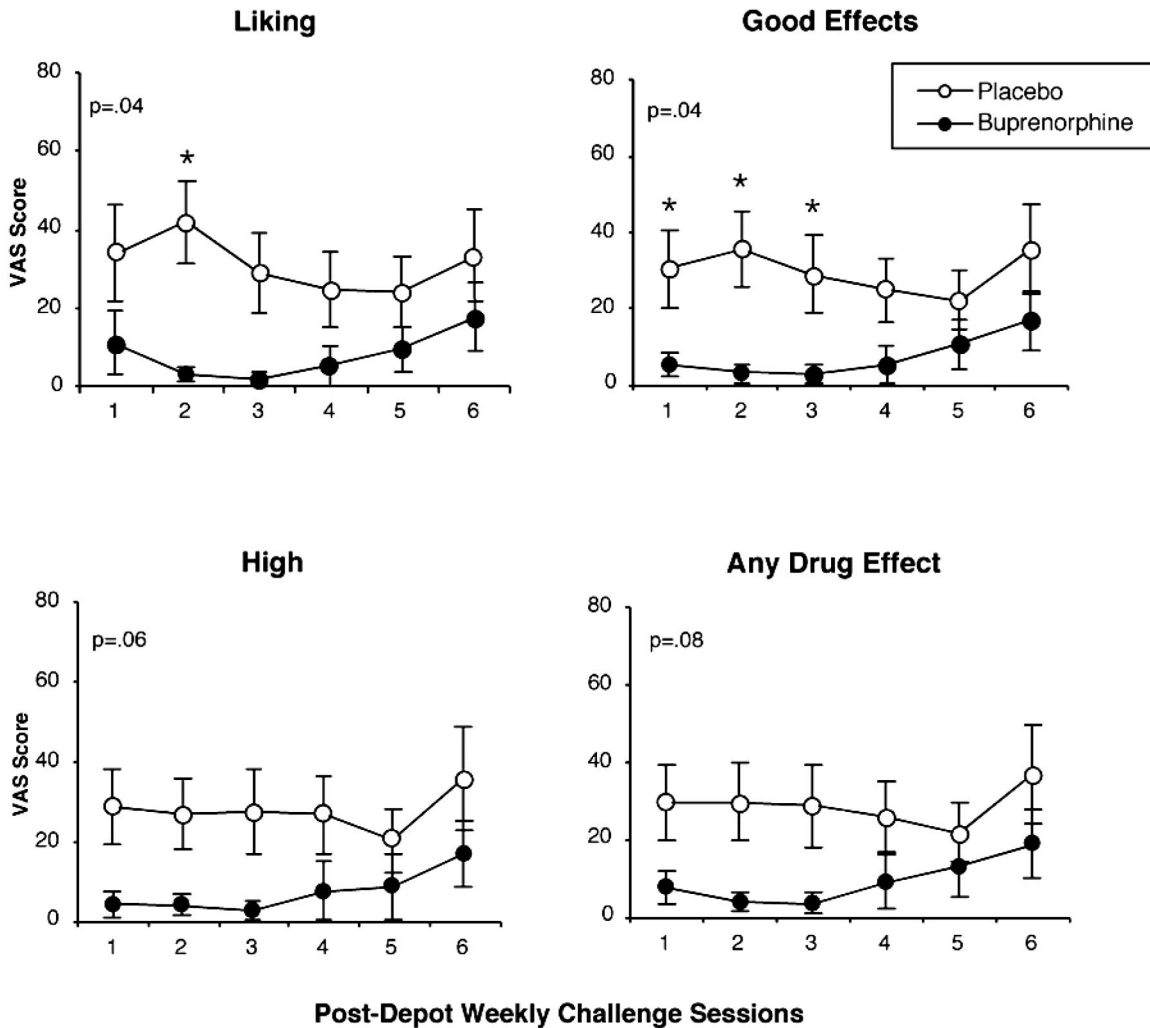 Liking
80
p=.04
60
*
40
20
0
VAS Score
1 2 3 4 5 6
Good Effects
Placebo
Buprenorphine
80
p=.04
60
* * *
40
20
0
1 2 3 4 5 6
High
80
p=.06
60
40
20
0
VAS Score
1 2 3 4 5 6
Any Drug Effect
80
p=.08
60
40
20
0
1 2 3 4 5 6
Post-Depot Weekly Challenge Sessions